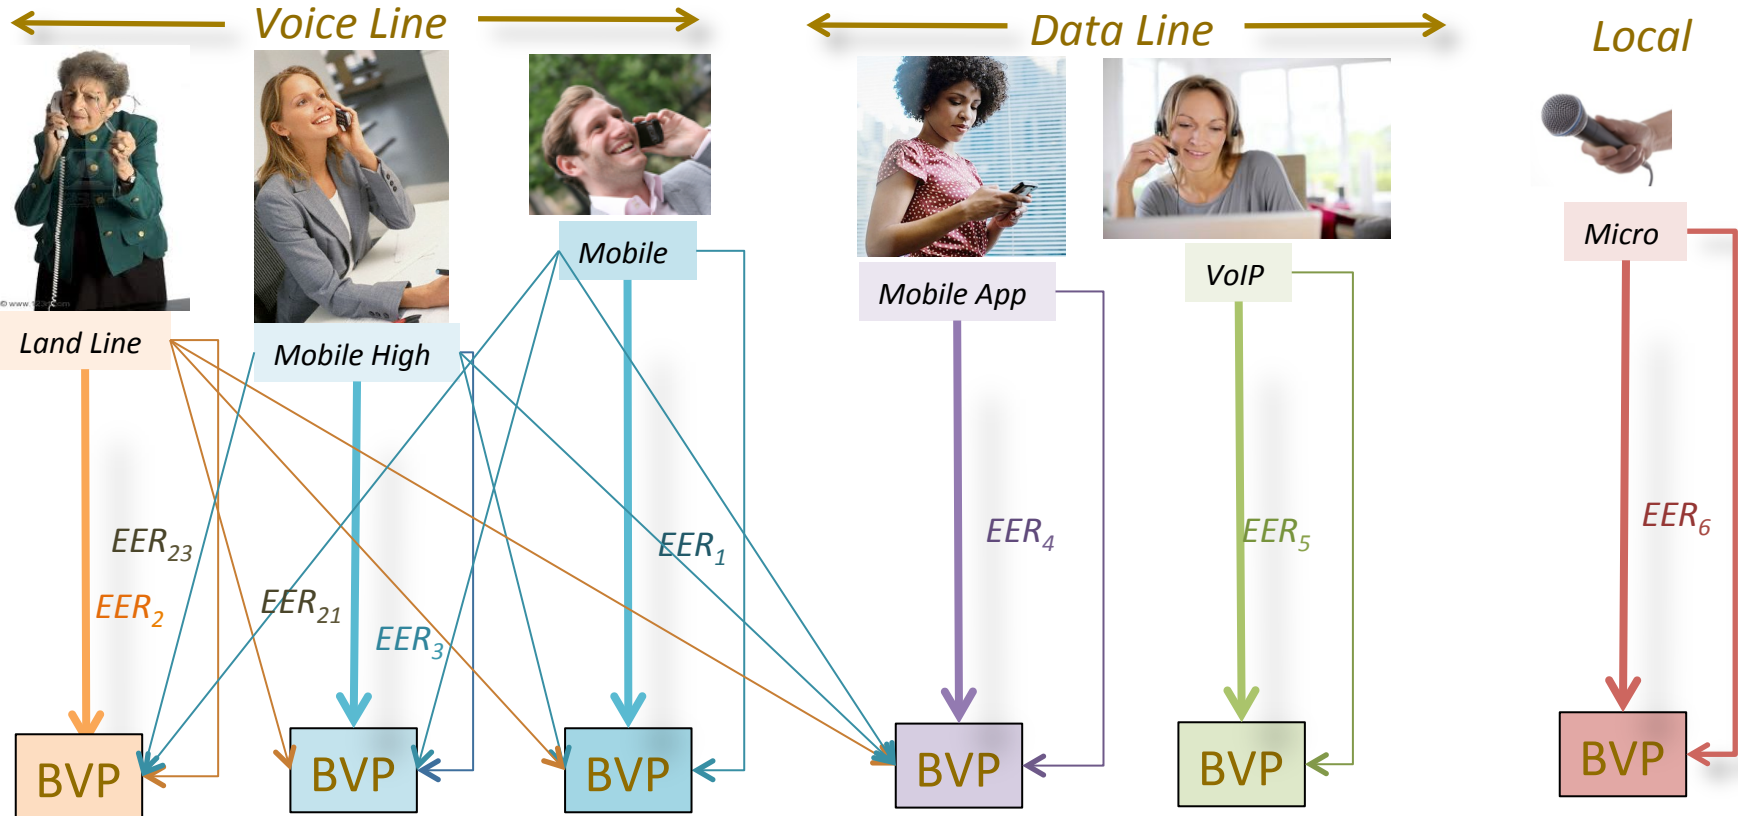 Voice Line
Data Line
Local
Mobile
Micro
VoIP
Mobile App
Land Line
Mobile High
EER23
EER1
EER4
EER5
EER6
EER2
EER21
EER3
BVP
BVP
BVP
BVP
BVP
BVP